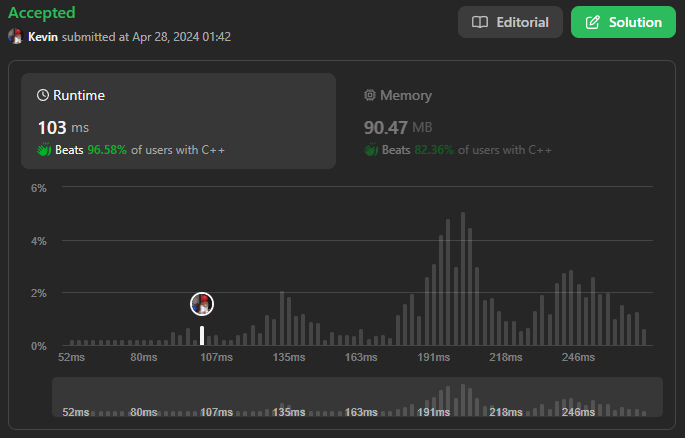 Accepted
Editorial
Solution
Kevin submitted at Apr 28, 2024 01:42
Runtime
103 ms
Beats 96.58% of users with C++
Memory
90.47 MB
Beats 82.36% of users with C++
6%
4%
2%
0%
52ms 80ms 107ms 135ms 163ms 191ms 218ms 246ms
52ms 80ms 107ms 135ms 163ms 191ms 218ms 246ms